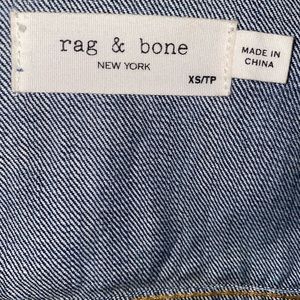 rag & bone
NEW YORK
XS/TP
MADE IN
CHINA